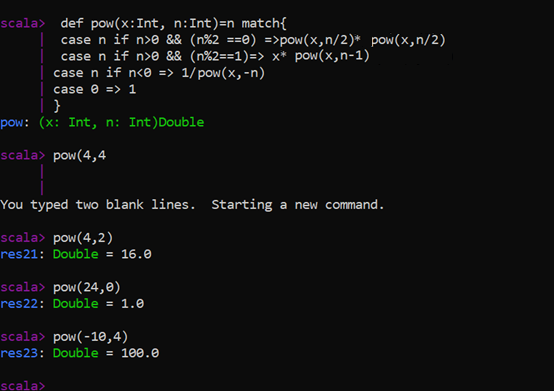 scala>  def pow(x:Int, n:Int)=n match{
     |  case n if n>0 && (n%2 ==0) =>pow(x,n/2)* pow(x,n/2)
     |  case n if n>0 && (n%2==1)=> x* pow(x,n-1)
     | case n if n<0 => 1/pow(x,-n)
     | case 0 => 1
     | }
pow: (x: Int, n: Int)Double
scala> pow(4,4
     |
     |
You typed two blank lines.  Starting a new command.
scala> pow(4,2)
res21: Double = 16.0
scala> pow(24,0)
res22: Double = 1.0
scala> pow(-10,4)
res23: Double = 100.0
scala>